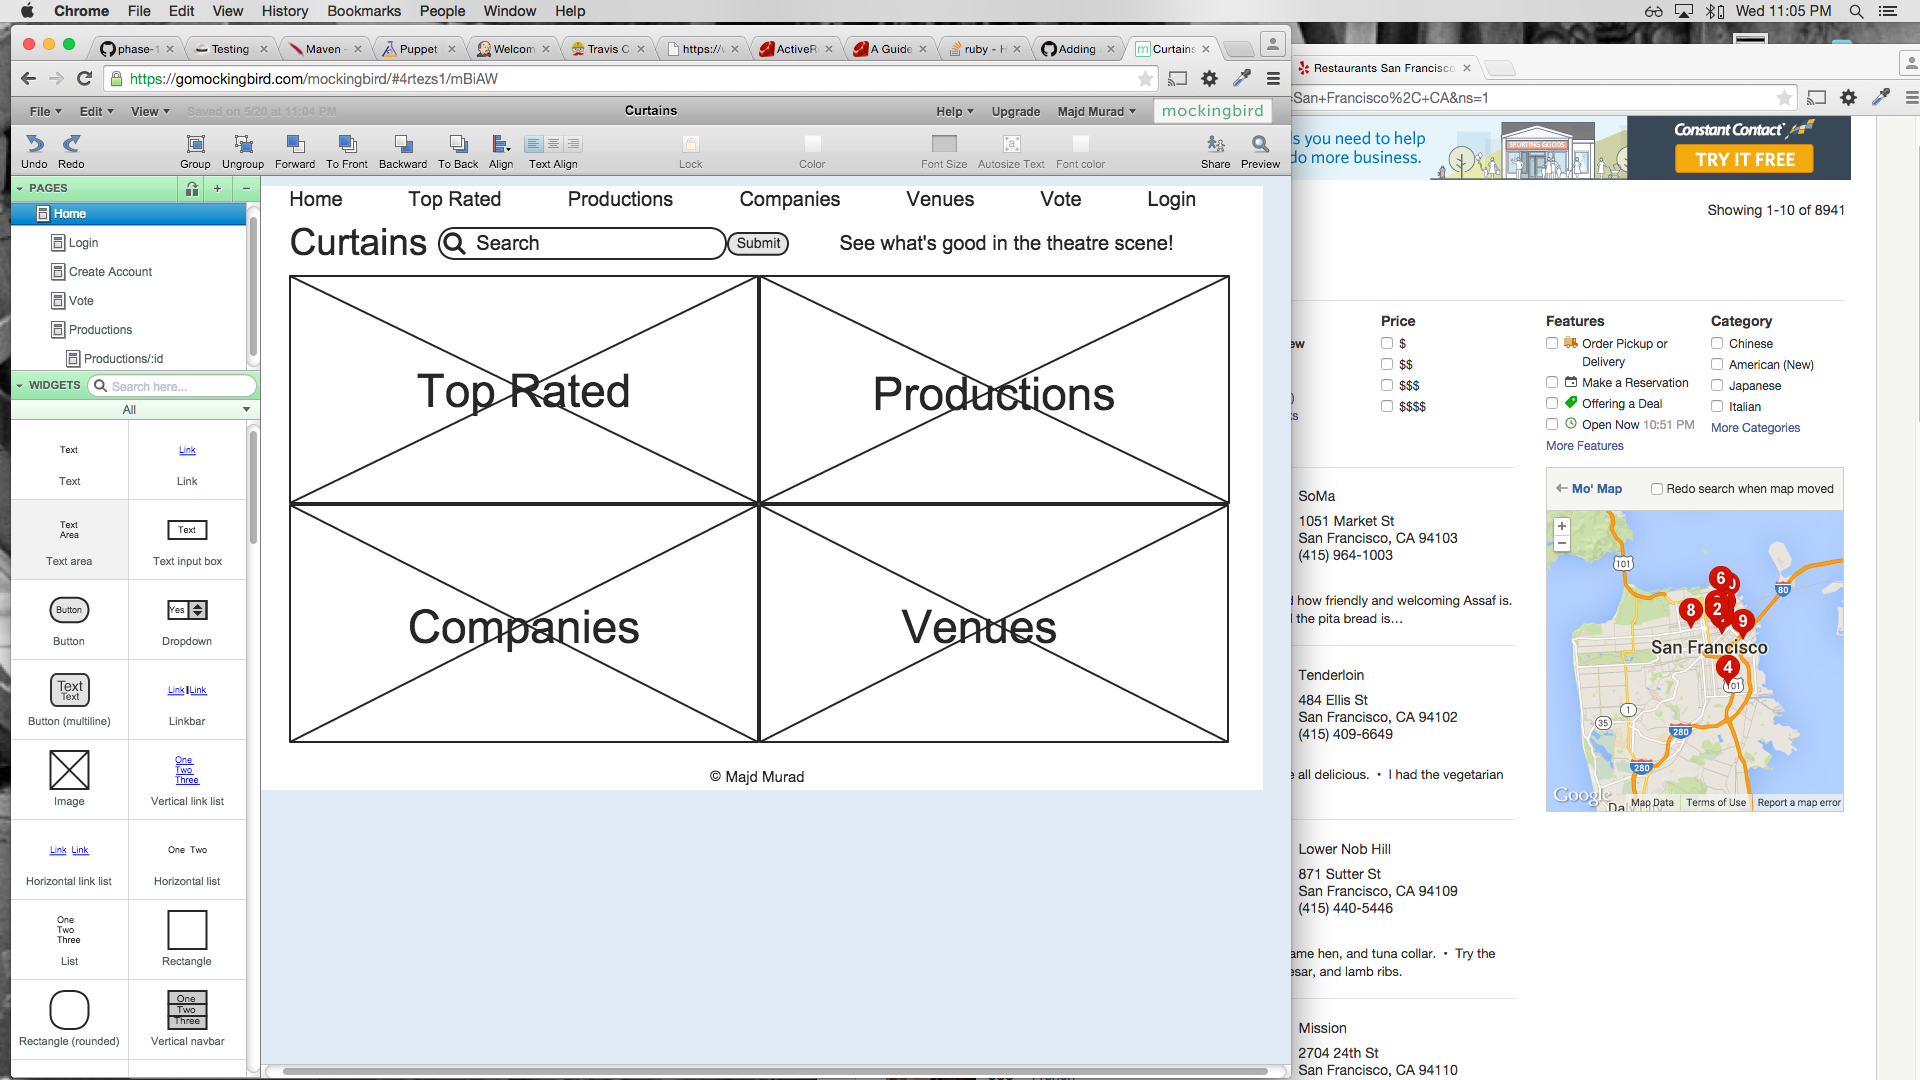 Chrome File Edit View History Bookmarks People Window Help
Wed 11:05 PM
phase-1
Testing
Maven -
Puppet
Welcom
Travis C
https://
ActiveR
A Guide
ruby - H
Adding
Curtains
https://gomockingbird.com/mockingbird/#4rtezs1/mBiAW
File Edit View Saved on 5/20 at 11:04 PM
Curtains
Help Upgrade Majd Murad mockingbird
Undo Redo Group Ungroup Forward To Front Backward To Back Align Text Align Lock Color Font Size Autosize Text Font color Share Preview
PAGES
Home
Login
Create Account
Vote
Productions
Productions/:id
WIDGETS Search here...
All
Text Link
Text Link
Text
Area
Text
Text area Text input box
Button Yes
Button Dropdown
Text
Text
Link Link
Button (multiline) Linkbar
One
Two
Three
Image Vertical link list
Link Link One Two
Horizontal link list Horizontal list
One
Two
Three
List Rectangle
One
Two
Three
Rectangle (rounded) Vertical navbar
Home Top Rated Productions Companies Venues Vote Login
Curtains Search Submit See what's good in the theatre scene!
Top Rated
Productions
Companies
Venues
© Majd Murad
Restaurants San Francisco
=San+Francisco%2C+CA&ns=1
s you need to help
do more business.
SPORTING GOODS
Constant Contact
TRY IT FREE
Showing 1-10 of 8941
Price
$
$$
$$$
$$$$
Features
Order Pickup or
Delivery
Make a Reservation
Offering a Deal
Open Now 10:51 PM
More Features
Category
Chinese
American (New)
Japanese
Italian
More Categories
SoMa
1051 Market St
San Francisco, CA 94103
(415) 964-1003
how friendly and welcoming Assaf is.
the pita bread is…
Tenderloin
484 Ellis St
San Francisco, CA 94102
(415) 409-6649
all delicious. • I had the vegetarian
Lower Nob Hill
871 Sutter St
San Francisco, CA 94109
(415) 440-5446
ame hen, and tuna collar. • Try the
esar, and lamb ribs.
Mission
2704 24th St
San Francisco, CA 94110
Mo' Map Redo search when map moved
101
80
6
8
2
9
San Francisco
4
101
1
35
280
280
Google
Map Data Terms of Use Report a map error